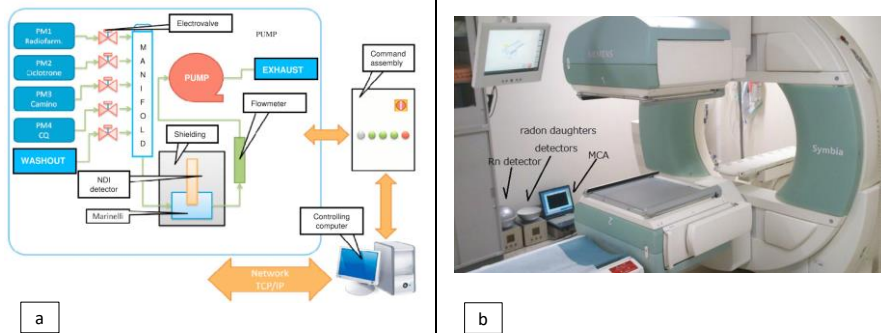 PM1
Radiofarm.
PM2
Ciclotrone
PM3
Camino
PM4
CQ
WASHOUT
Electrovalve
M
A
N
I
F
O
L
D
PUMP
PUMP
EXHAUST
Flowmeter
Shielding
NDI
detector
Marinelli
Command
assembly
Controlling
computer
Network
TCP/IP
a
SIEMENS
Symbia
radon daughters
detectors
Rn detector
MCA
b